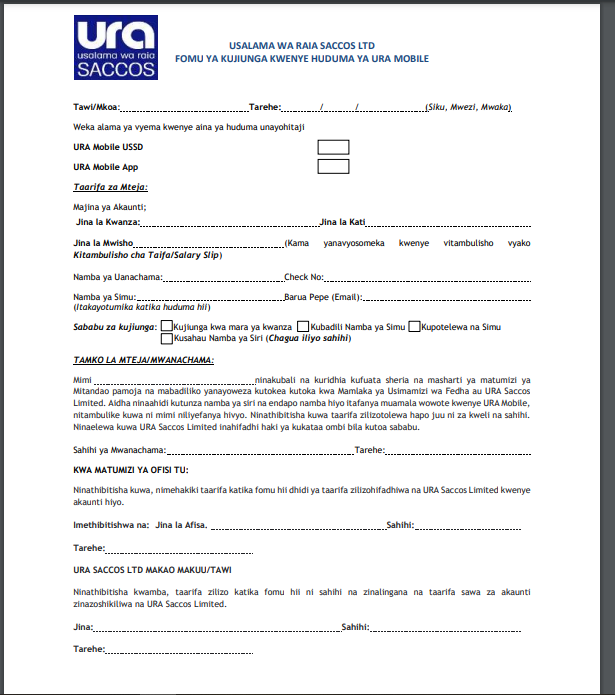 ura
usalama wa raia
SACCOS
USALAMA WA RAIA SACCOS LTD
FOMU YA KUJIUNGA KWENYE HUDUMA YA URA MOBILE
Tawi/Mkoa: Tarehe: / / (Siku, Mwezi, Mwaka)
Weka alama ya vyema kwenye aina ya huduma unayohitaji
URA Mobile USSD
URA Mobile App
Taarifa za Mteja:
Majina ya Akaunti;
Jina la Kwanza: Jina la Kati
Jina la Mwisho (Kama yanavyosomeka kwenye vitambulisho vyako
Kitambulisho cha Taifa/Salary Slip)
Namba ya Uanachama: Check No:
Namba ya Simu: Barua Pepe (Email):
(Itakayotumika katika huduma hii)
Sababu za kujiunga: Kujiunga kwa mara ya kwanza Kubadili Namba ya Simu Kupotelewa na Simu
Kusahau Namba ya Siri (Chagua iliyo sahihi)
TAMKO LA MTEJA/MWANACHAMA:
Mimi ninakubali na kuridhia kufuata sheria na masharti ya matumizi ya
Mitandao pamoja na mabadiliko yanayoweza kutokea kutoka kwa Mamlaka ya Usimamizi wa Fedha au URA Saccos
Limited. Aidha ninaahidi kutunza namba ya siri na endapo namba hiyo itafanya muamala wowote kwenye URA Mobile,
nitambulike kuwa ni mimi niliyefanya hivyo. Ninathibitisha kuwa taarifa zilizotolewa hapo juu ni za kweli na sahihi.
Ninaelewa kuwa URA Saccos Limited inahifadhi haki ya kukataa ombi bila kutoa sababu.
Sahihi ya Mwanachama: Tarehe:
KWA MATUMIZI YA OFISI TU:
Ninathibitisha kuwa, nimehakiki taarifa katika fomu hii dhidi ya taarifa zilizohifadhiwa na URA Saccos Limited kwenye
akaunti hiyo.
Imethibitishwa na: Jina la Afisa. Sahihi:
Tarehe:
URA SACCOS LTD MAKAO MAKUU/TAWI
Ninathibitisha kwamba, taarifa zilizo katika fomu hii ni sahihi na zinalingana na taarifa sawa za akaunti
zinazoshikiliwa na URA Saccos Limited.
Jina: Sahihi:
Tarehe: